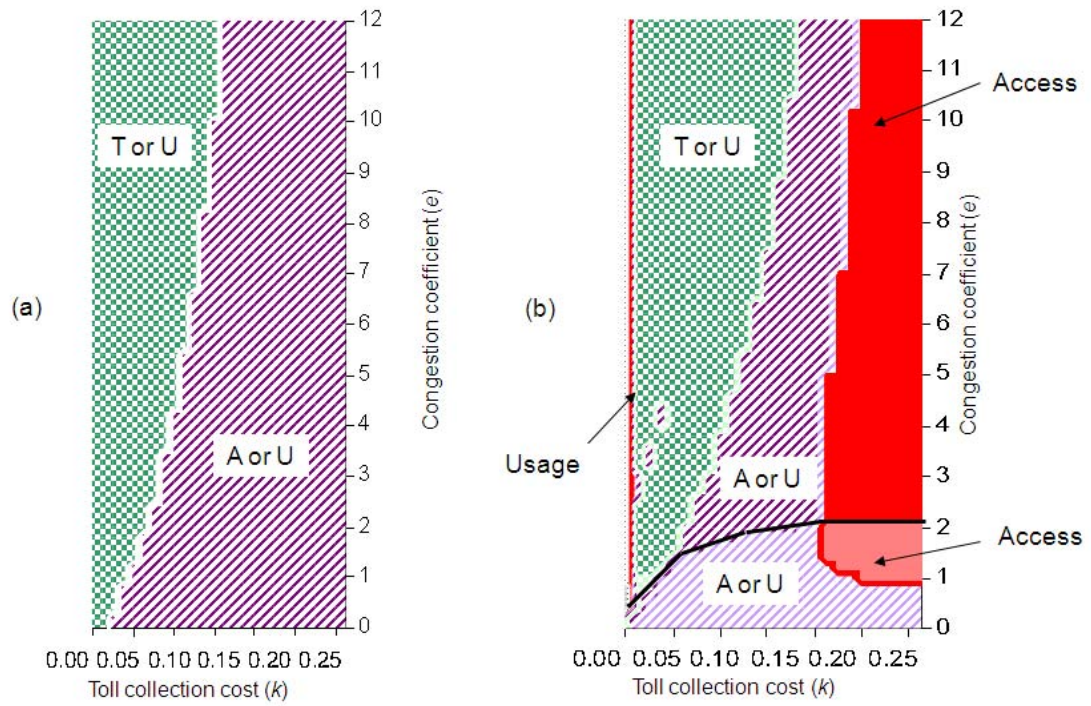 (a)
T or U
A or U
12
11
10
9
8
7
6
5
4
3
2
1
0
Congestion coefficient (e)
0.00 0.05 0.10 0.15 0.20 0.25
Toll collection cost (k)
(b)
T or U
A or U
A or U
Usage
Access
Access
12
11
10
9
8
7
6
5
4
3
2
1
0
Congestion coefficient (e)
0.00 0.05 0.10 0.15 0.20 0.25
Toll collection cost (k)